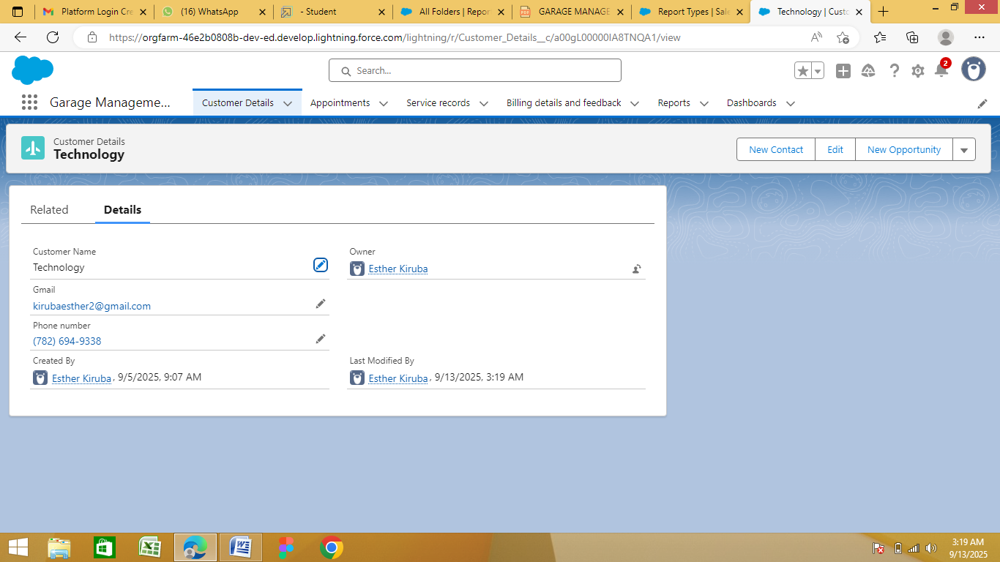 Platform Login Cre
(16) WhatsApp
- Student
All Folders | Repor
GARAGE MANAGE
Report Types | Sale
Technology | Custo
https://orgfarm-46e2b0808b-dev-ed.develop.lightning.force.com/lightning/r/Customer_Details__c/a00gL00000IA8TNQA1/view
Search...
2
Garage Manageme...
Customer Details
Appointments
Service records
Billing details and feedback
Reports
Dashboards
Customer Details
Technology
New Contact
Edit
New Opportunity
Related
Details
Customer Name
Technology
Owner
Esther Kiruba
Gmail
kirubaesther2@gmail.com
Phone number
(782) 694-9338
Created By
Esther Kiruba, 9/5/2025, 9:07 AM
Last Modified By
Esther Kiruba, 9/13/2025, 3:19 AM
3:19 AM
9/13/2025